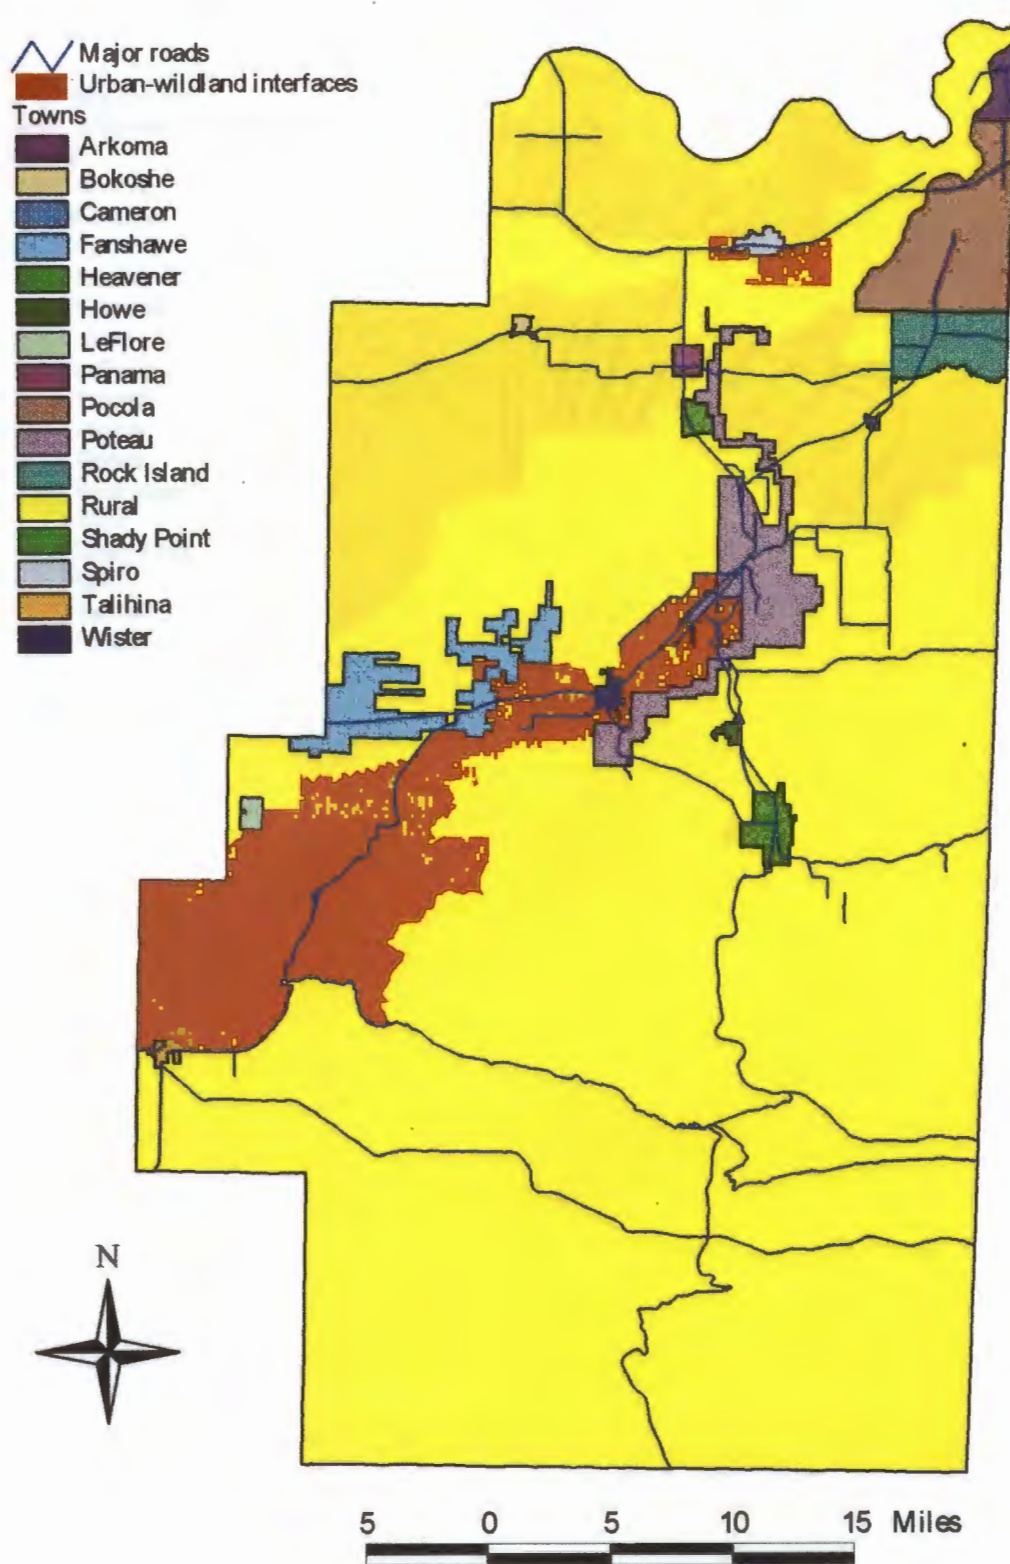 Major roads
Urban-wildland interfaces
Towns
Arkoma
Bokoshe
Cameron
Fanshawe
Heavener
Howe
LeFlore
Panama
Pocola
Poteau
Rock Island
Rural
Shady Point
Spiro
Talihina
Wister
N
5 0 5 10 15 Miles